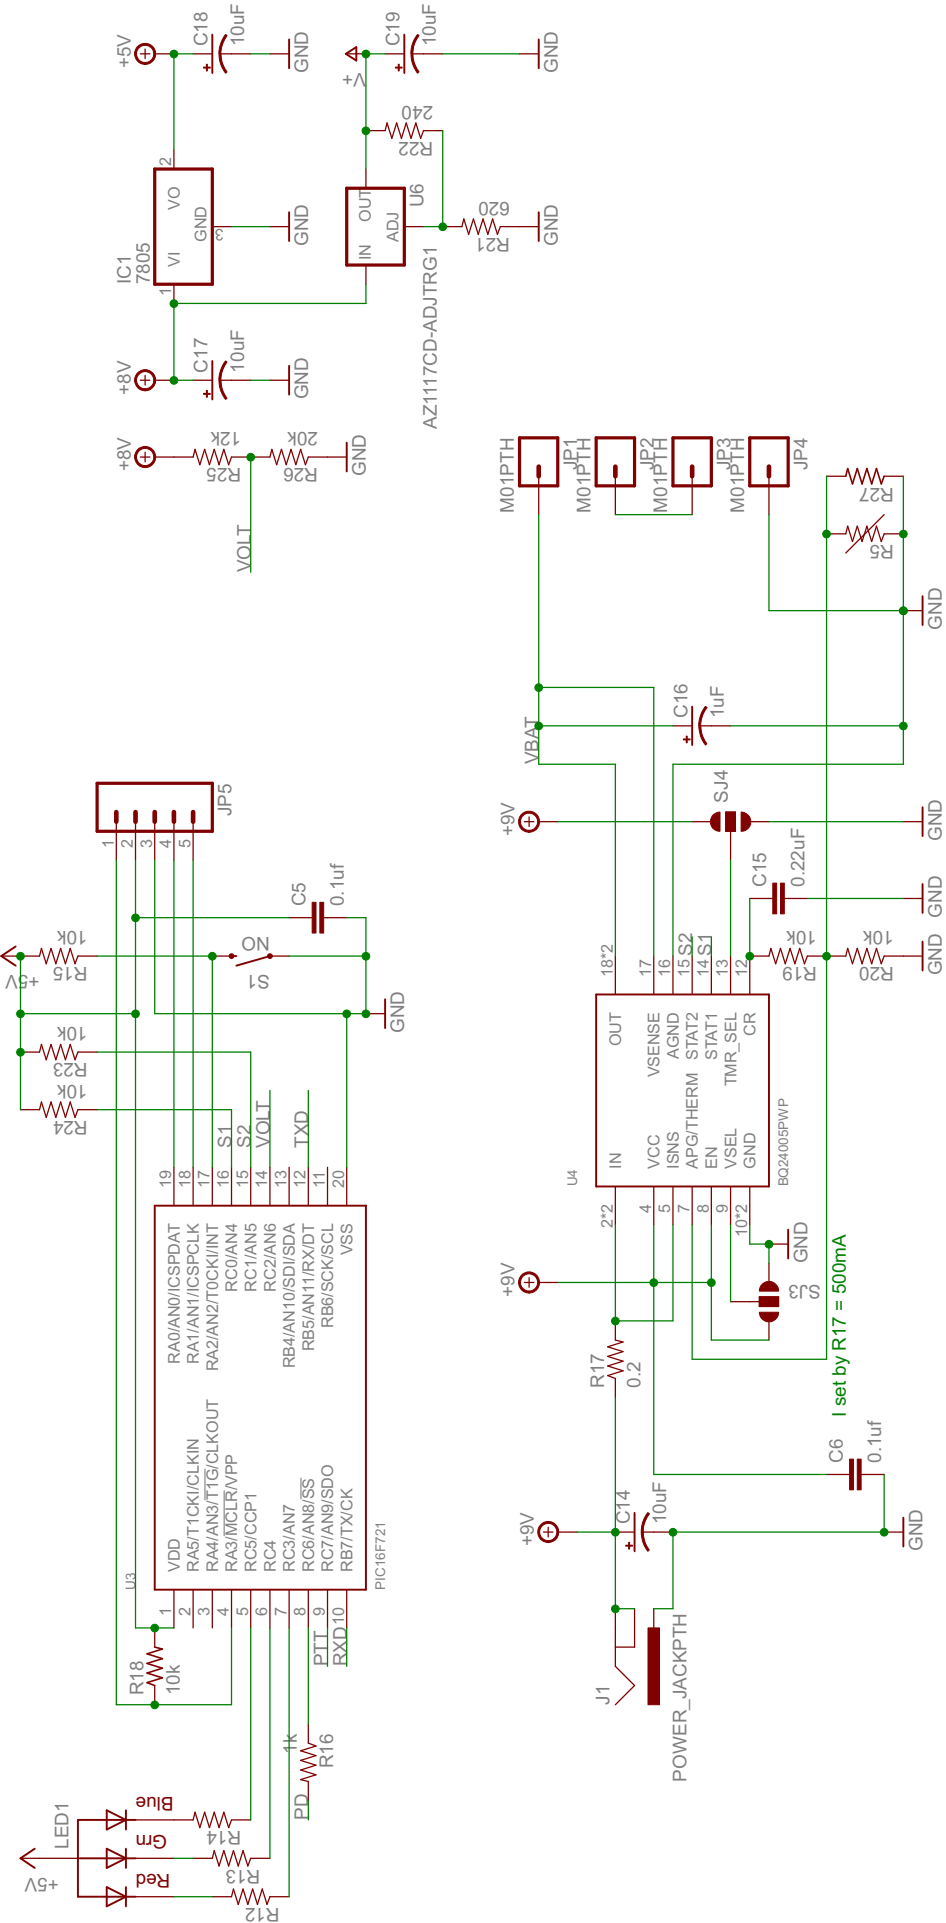 +5V
C18
10uF
GND
IC1
7805
VI
VO
GND
1
2
3
+8V
C17
10uF
GND
GND
V+
C19
10uF
GND
240
R22
U6
IN
OUT
ADJ
AZ1117CD-ADJTRG1
620
R21
GND
+8V
12k
R25
20k
R26
GND
VOLT
M01PTH
JP1
M01PTH
JP2
M01PTH
JP3
M01PTH
JP4
R27
R5
GND
VBAT
C16
1uF
+9V
SJ4
GND
C15
0.22uF
GND
10k
R19
10k
R20
GND
JP5
1
2
3
4
5
C5
0.1uf
ON
S1
+5V
10k
R15
10k
R23
10k
R24
GND
S1
S2
VOLT
TXD
19
18
17
16
15
14
13
12
11
20
RA0/AN0/ICSPDAT
RA1/AN1/ICSPCLK
RA2/AN2/T0CKI/INT
RC0/AN4
RC1/AN5
RC2/AN6
RB4/AN10/SDI/SDA
RB5/AN11/RX/DT
RB6/SCK/SCL
VSS
VDD
RA5/T1CKI/CLKIN
RA4/AN3/T1G/CLKOUT
RA3/MCLR/VPP
RC5/CCP1
RC4
RC3/AN7
RC6/AN8/SS
RC7/AN9/SDO
RB7/TX/CK
U3
PIC16F721
1
2
3
4
5
6
7
8
9
10
PTT
RXD
R18
10k
1k
R16
PD
LED1
+5V
Blue
Grn
Red
R14
R13
R12
18*2
17
16
15
14
13
12
S2
S1
OUT
VSENSE
AGND
STAT2
STAT1
TMR_SEL
CR
IN
VCC
ISNS
APG/THERM
EN
VSEL
GND
U4
BQ24005PWP
2*2
4
5
7
8
9
10*2
GND
SJ3
+9V
R17
0.2
I set by R17 = 500mA
C6
0.1uf
GND
+9V
C14
10uF
J1
POWER_JACKPTH